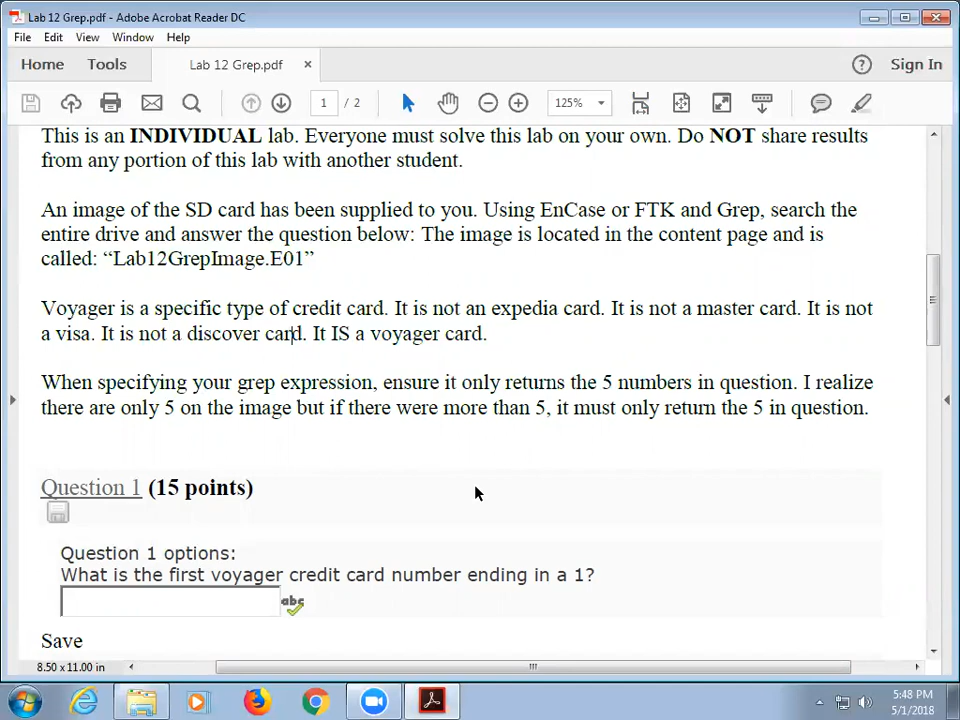 Lab 12 Grep.pdf - Adobe Acrobat Reader DC
File Edit View Window Help
Home Tools Lab 12 Grep.pdf × ? Sign In
1 / 2 125%
This is an INDIVIDUAL lab. Everyone must solve this lab on your own. Do NOT share results
from any portion of this lab with another student.
An image of the SD card has been supplied to you. Using EnCase or FTK and Grep, search the
entire drive and answer the question below: The image is located in the content page and is
called: “Lab12GrepImage.E01”
Voyager is a specific type of credit card. It is not an expedia card. It is not a master card. It is not
a visa. It is not a discover card. It IS a voyager card.
When specifying your grep expression, ensure it only returns the 5 numbers in question. I realize
there are only 5 on the image but if there were more than 5, it must only return the 5 in question.
Question 1 (15 points)
Question 1 options:
What is the first voyager credit card number ending in a 1?
abc
Save
8.50 x 11.00 in
5:48 PM
5/1/2018